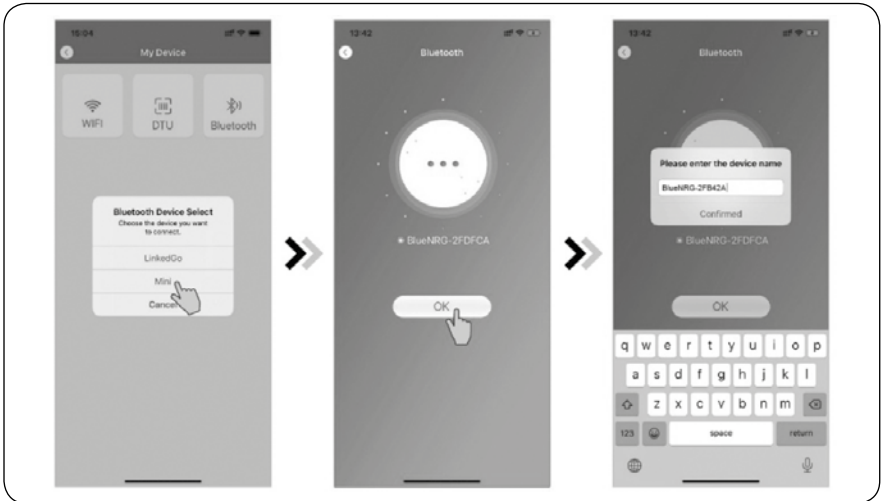 15:04
My Device
WIFI
DTU
Bluetooth
Bluetooth Device Select
Choose the device you want
to connect.
LinkedGo
Mini
Cancel
13:42
Bluetooth
BlueNRG-2FDFCA
OK
13:42
Bluetooth
Please enter the device name
BlueNRG-2FB42A
Confirmed
BlueNRG-2FDFCA
OK
q w e r t y u i o p
a s d f g h j k l
z x c v b n m
123 space return